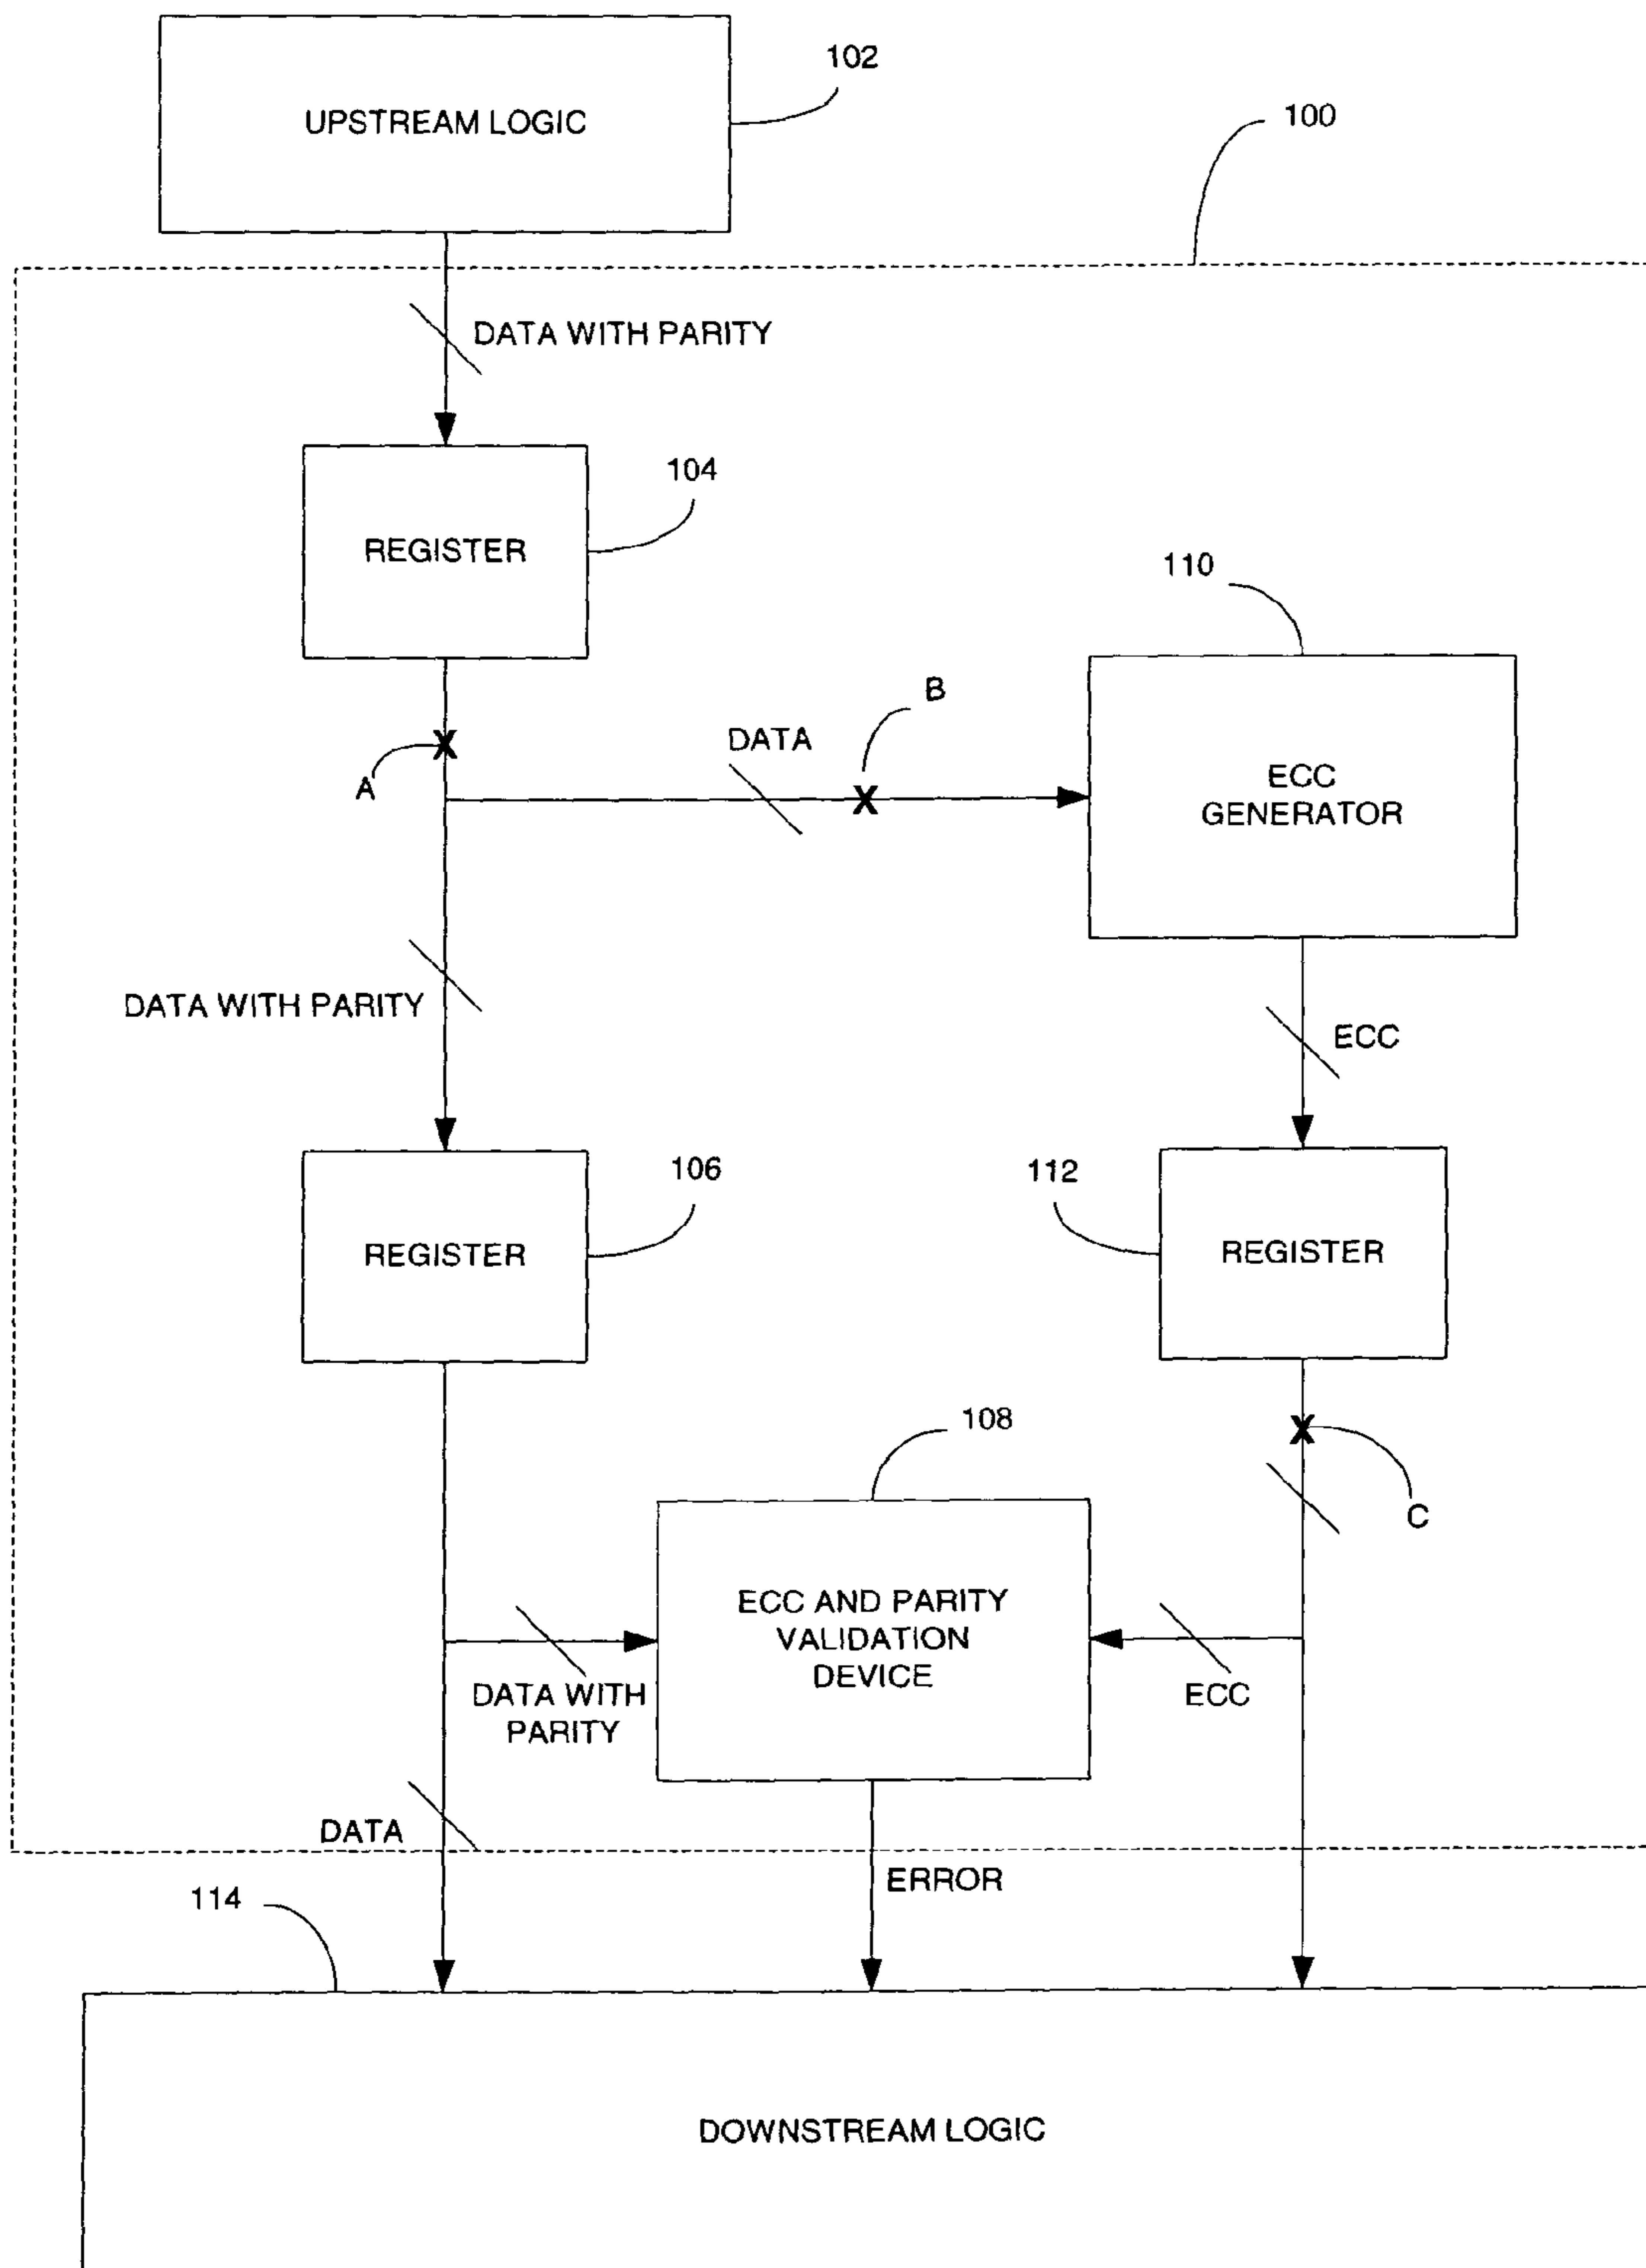 102
UPSTREAM LOGIC
100
DATA WITH PARITY
104
REGISTER
110
B
DATA
A
ECC
GENERATOR
DATA WITH PARITY
ECC
106
112
REGISTER
REGISTER
108
C
ECC AND PARITY
VALIDATION
DEVICE
DATA WITH
PARITY
ECC
DATA
ERROR
114
DOWNSTREAM LOGIC